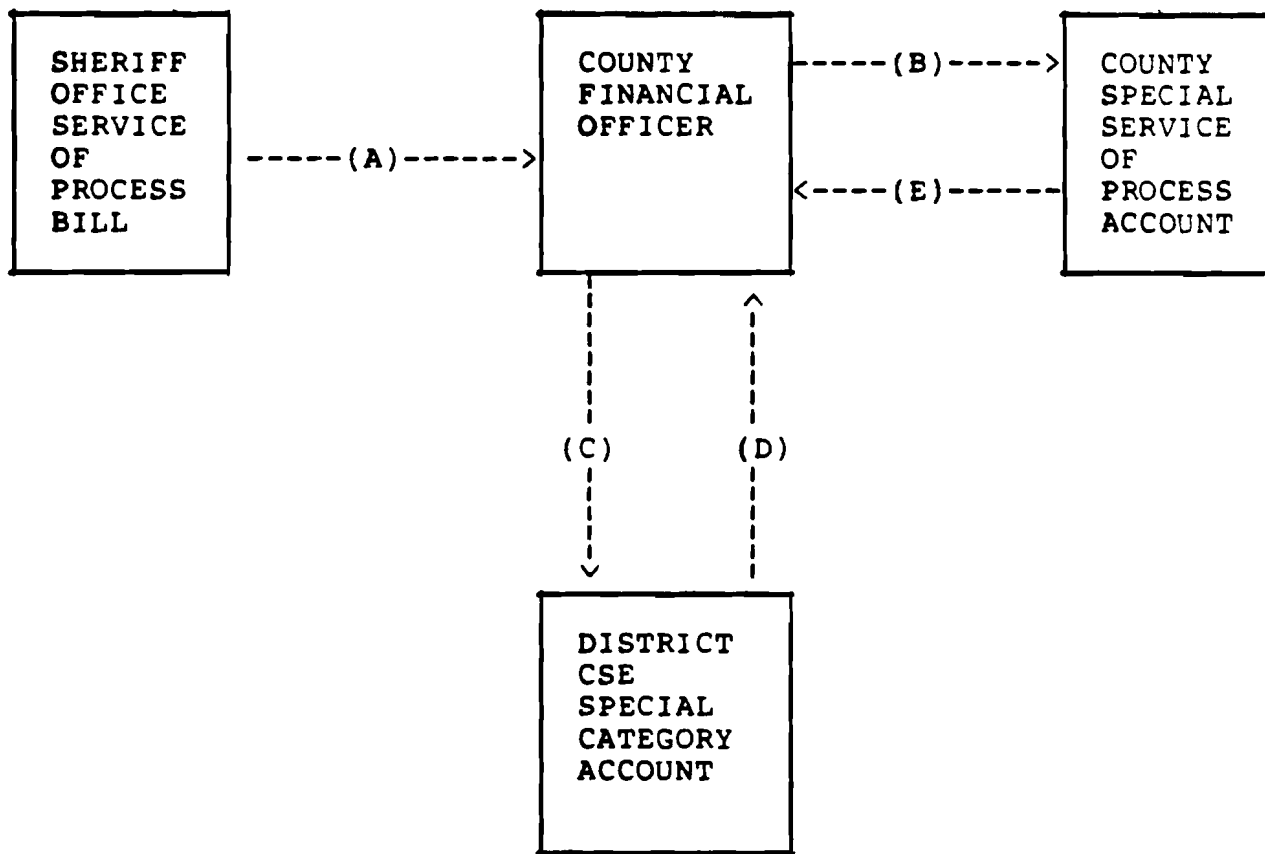 SHERIFF
OFFICE
SERVICE
OF
PROCESS
BILL
-----(A)------>
COUNTY
FINANCIAL
OFFICER
-----(B)----->
<-----(E)------
COUNTY
SPECIAL
SERVICE
OF
PROCESS
ACCOUNT
(C)
(D)
DISTRICT
CSE
SPECIAL
CATEGORY
ACCOUNT